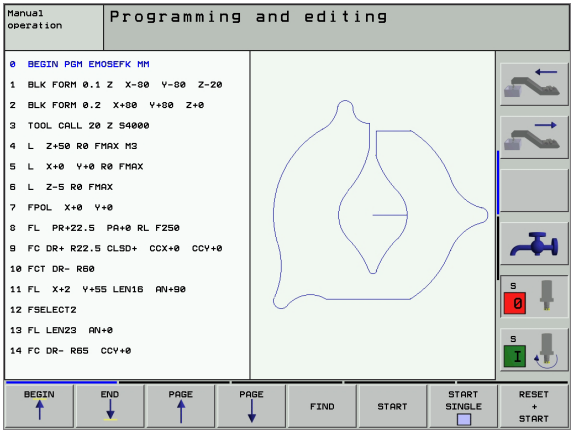 Manual
operation
Programming and editing
0 BEGIN PGM EMOSEFK MM
1 BLK FORM 0.1 Z X-80 Y-80 Z-20
2 BLK FORM 0.2 X+80 Y+80 Z+0
3 TOOL CALL 20 Z S4000
4 L Z+50 R0 FMAX M3
5 L X+0 Y+0 R0 FMAX
6 L Z-5 R0 FMAX
7 FPOL X+0 Y+0
8 FL PR+22.5 PA+0 RL F250
9 FC DR+ R22.5 CLSD+ CCX+0 CCY+0
10 FCT DR- R60
11 FL X+2 Y+55 LEN16 AN+90
12 FSELECT2
13 FL LEN23 AN+0
14 FC DR- R65 CCY+0
S
0
S
I
BEGIN
END
PAGE
PAGE
FIND
START
START
SINGLE
RESET
+
START